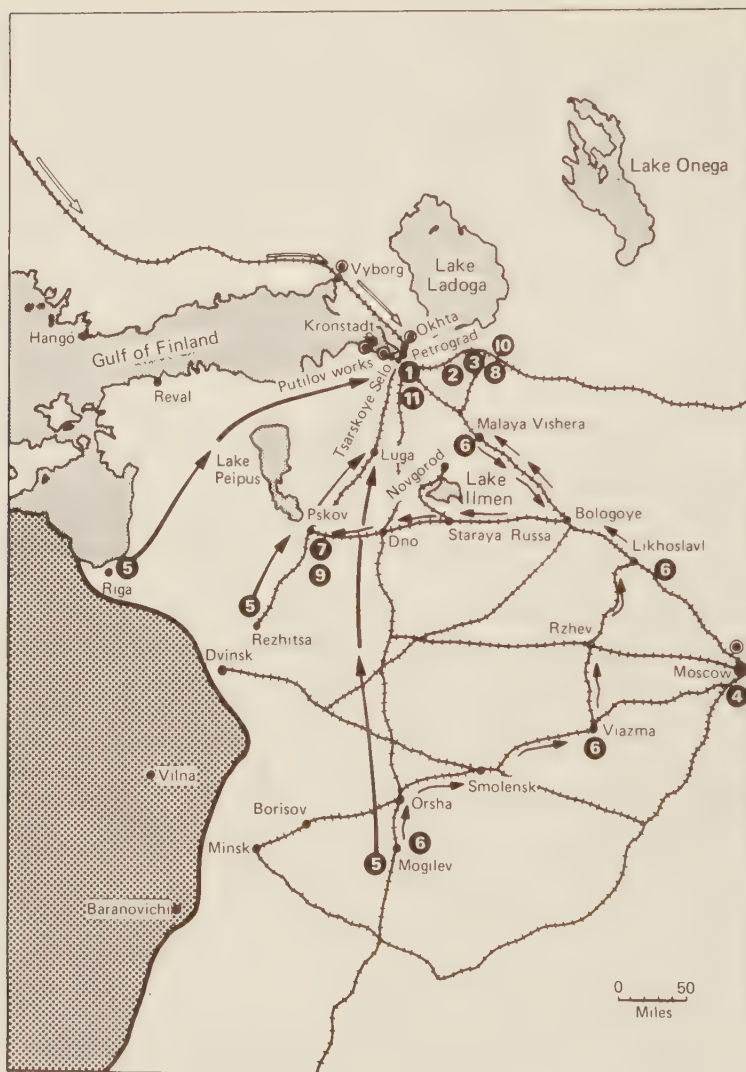 Lake Onega
Vyborg
Lake
Ladoga
Kronstadt
Okhta
Hangö
Gulf of Finland
Petrograd
10
Putilov works
1
2
3
8
Reval
Tsarskoye Selo
11
Malaya Vishera
6
Luga
Lake
Peipus
Novgorod
Lake
Ilmen
Pskov
Bologoye
Dno
Staraya Russa
Likhoslavl
7
5
6
Riga
9
5
Rezhitsa
Rzhev
Dvinsk
Moscow
4
Viazma
6
Vilna
Smolensk
Orsha
Borisov
Minsk
6
5
Mogilev
Baranovichi
0
50
Miles